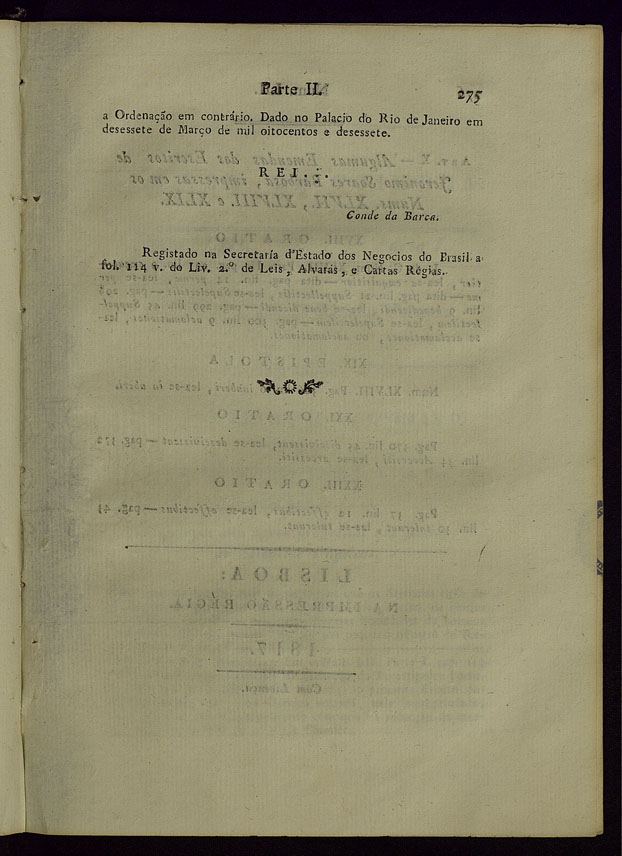 Parte II. 275
a Ordenação em contrário. Dado no Palacio do Rio de Janeiro em
desessete de Março de mil oitocentos e desessete.
REI.
Conde da Barca.
Registado na Secretaría d'Estado dos Negocios do Brasil a
fol. 114 v. do Liv. 2.º de Leis, Alvarás, e Cartas Régias.